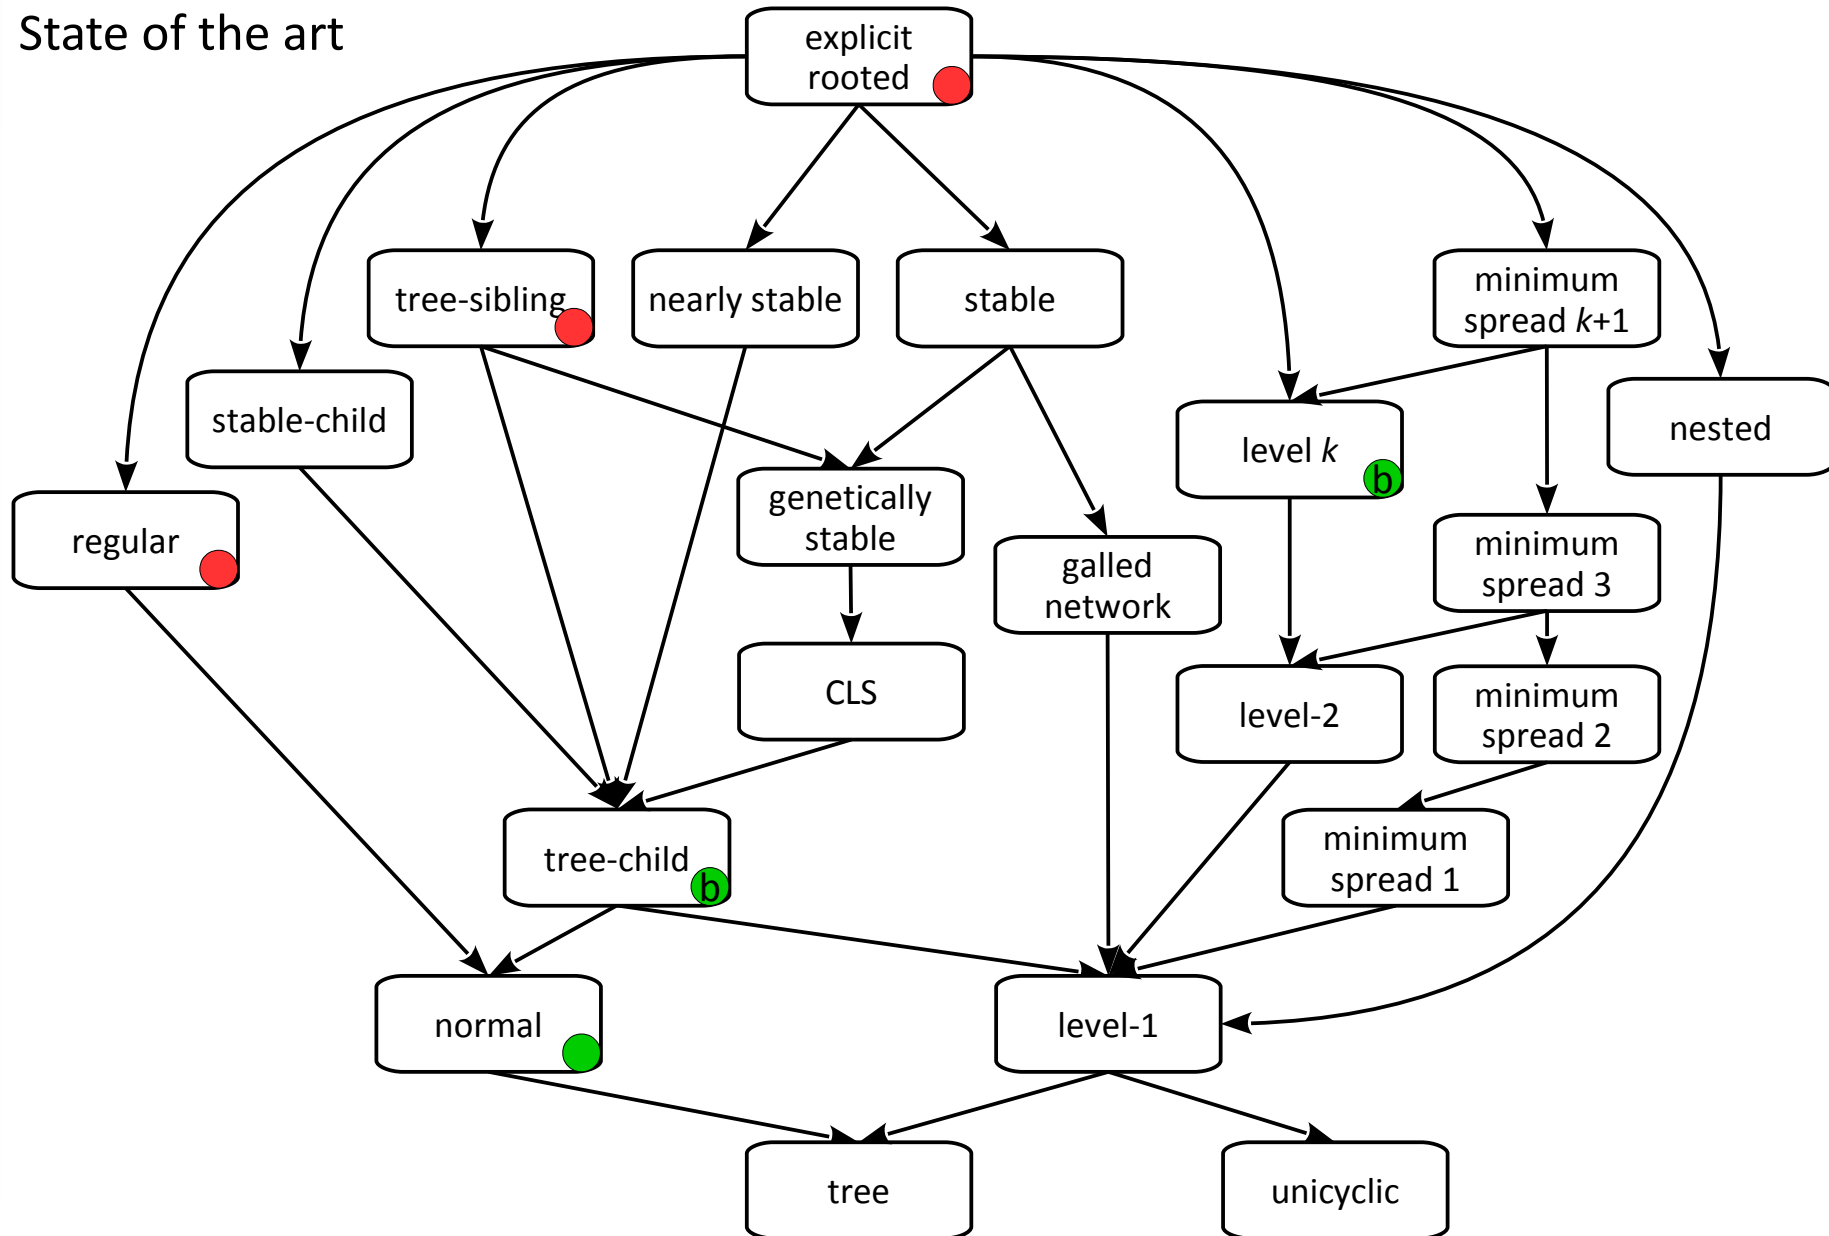 State of the art
explicit
rooted
tree-sibling
nearly stable
stable
minimum
spread k+1
stable-child
level k
b
nested
genetically
stable
regular
galled
network
minimum
spread 3
CLS
level-2
minimum
spread 2
tree-child
b
minimum
spread 1
normal
level-1
tree
unicyclic